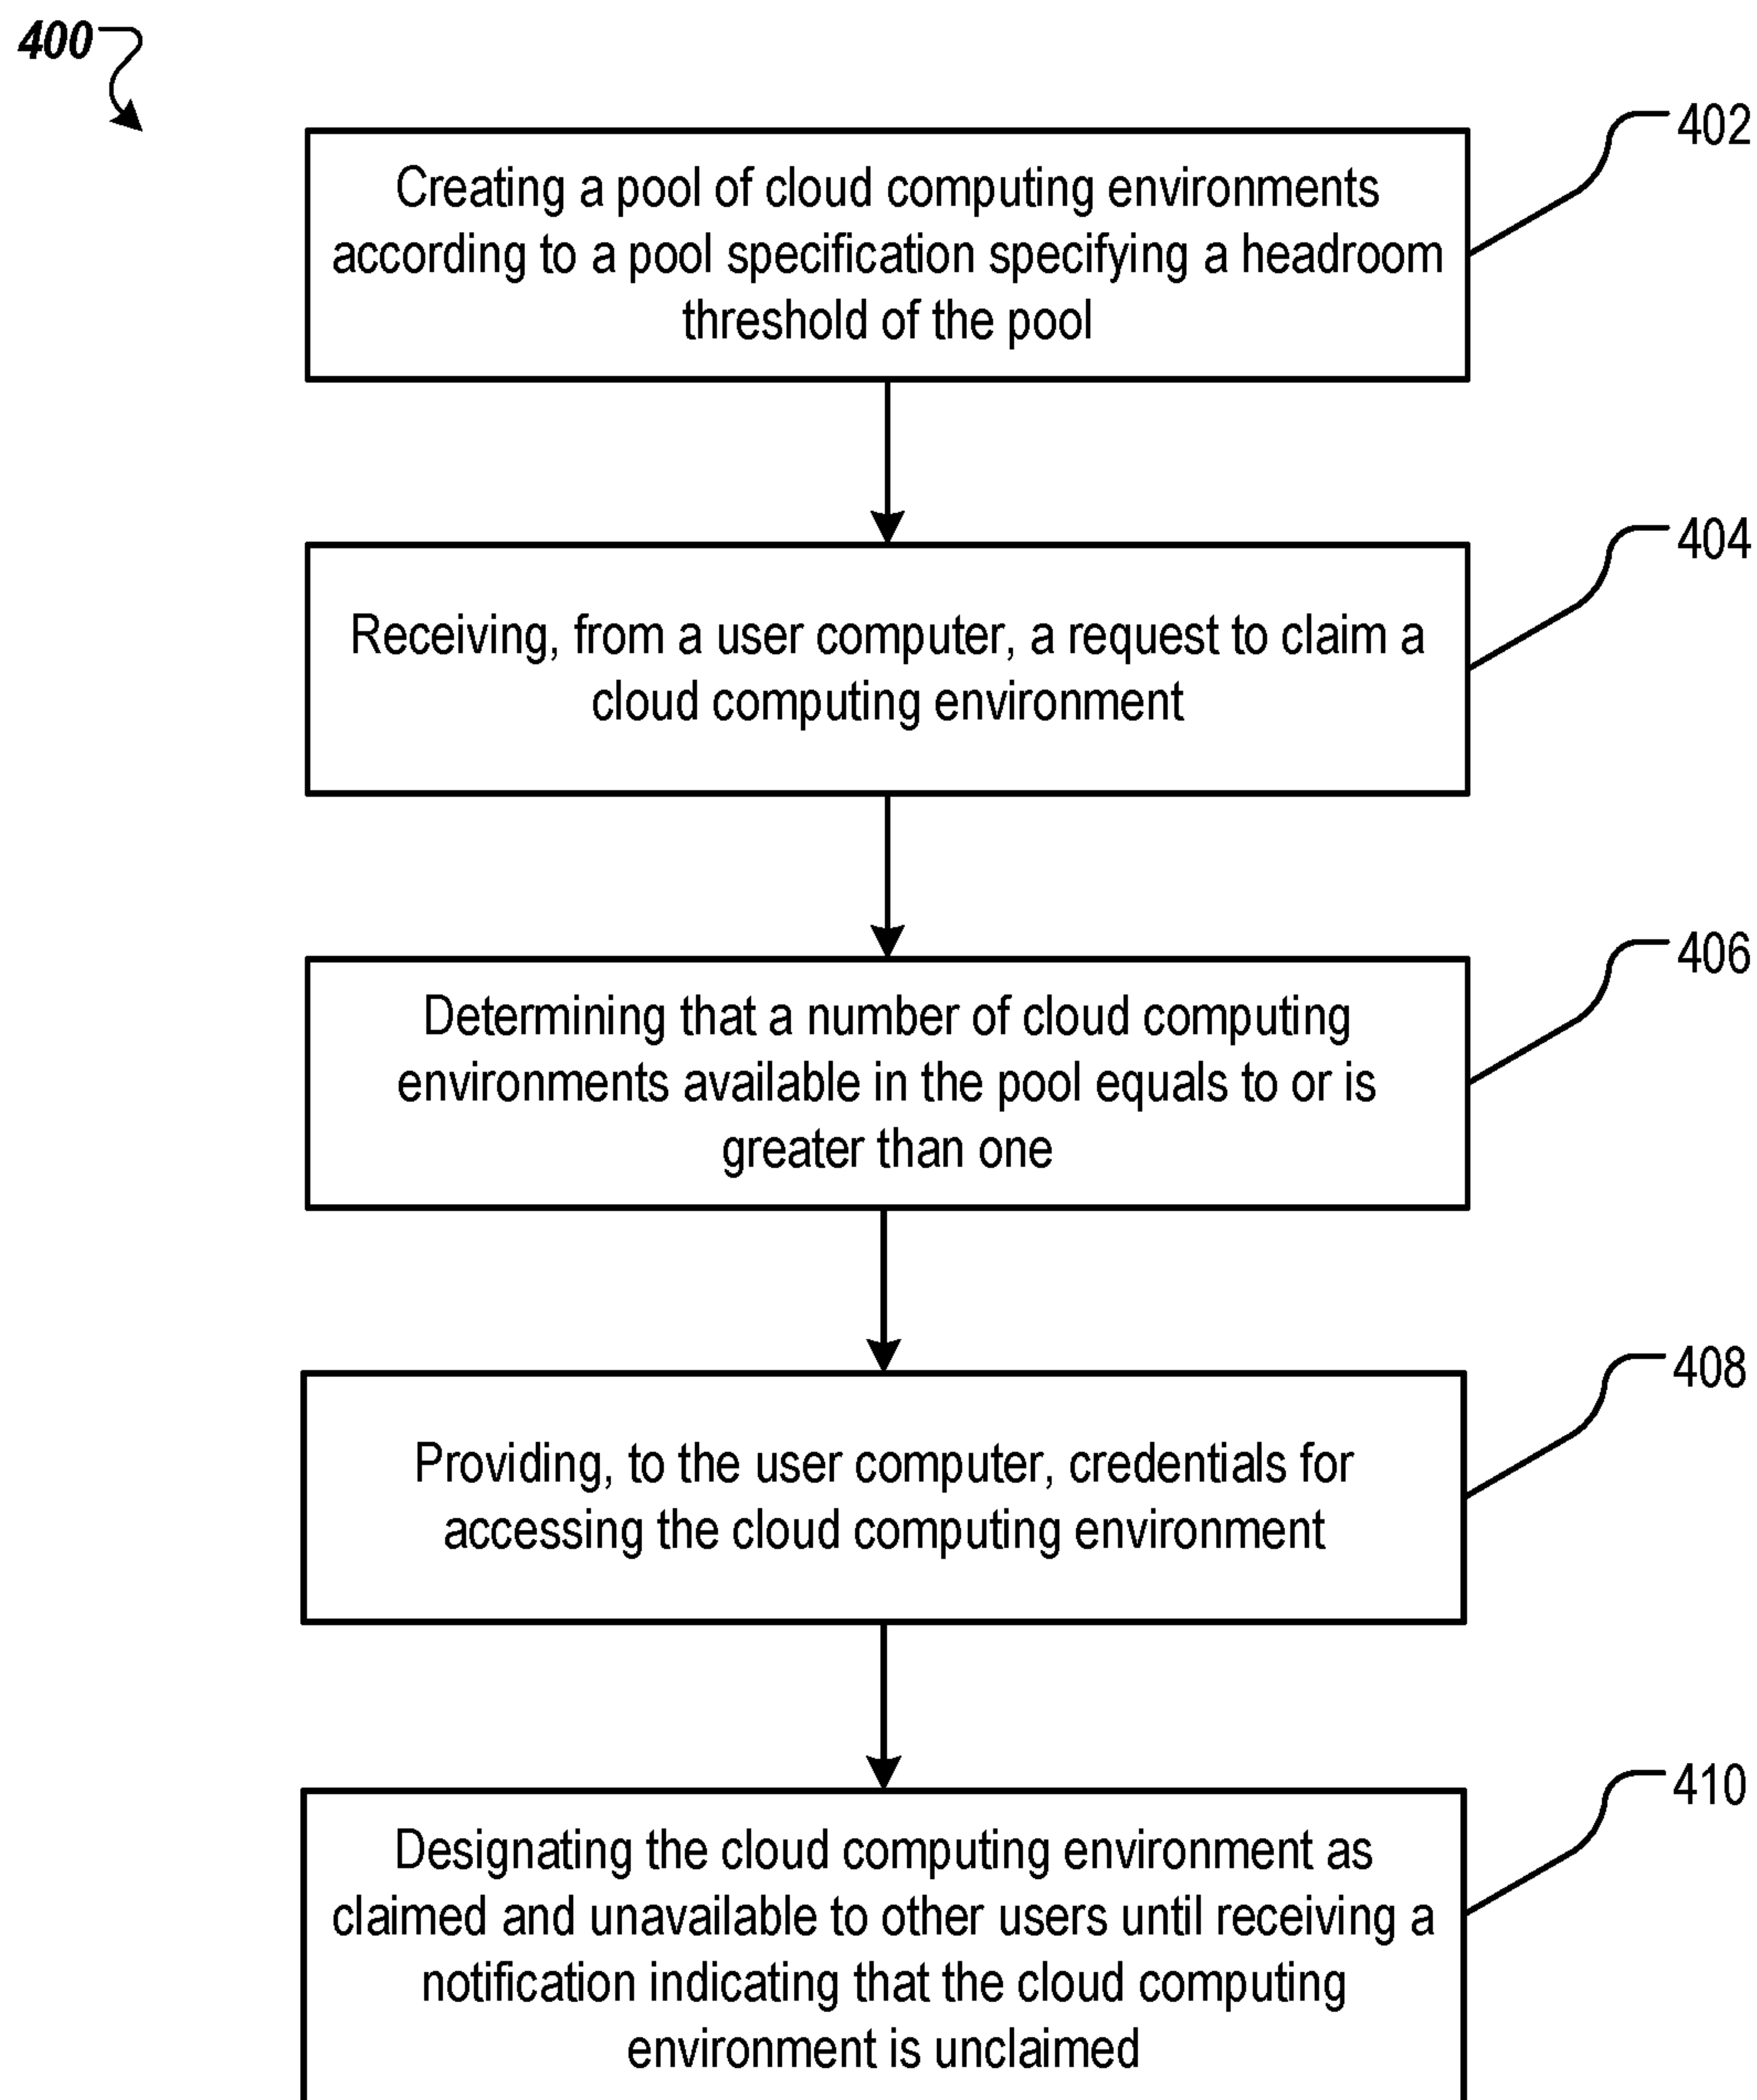 400
402
Creating a pool of cloud computing environments
according to a pool specification specifying a headroom
threshold of the pool
404
Receiving, from a user computer, a request to claim a
cloud computing environment
406
Determining that a number of cloud computing
environments available in the pool equals to or is
greater than one
408
Providing, to the user computer, credentials for
accessing the cloud computing environment
410
Designating the cloud computing environment as
claimed and unavailable to other users until receiving a
notification indicating that the cloud computing
environment is unclaimed